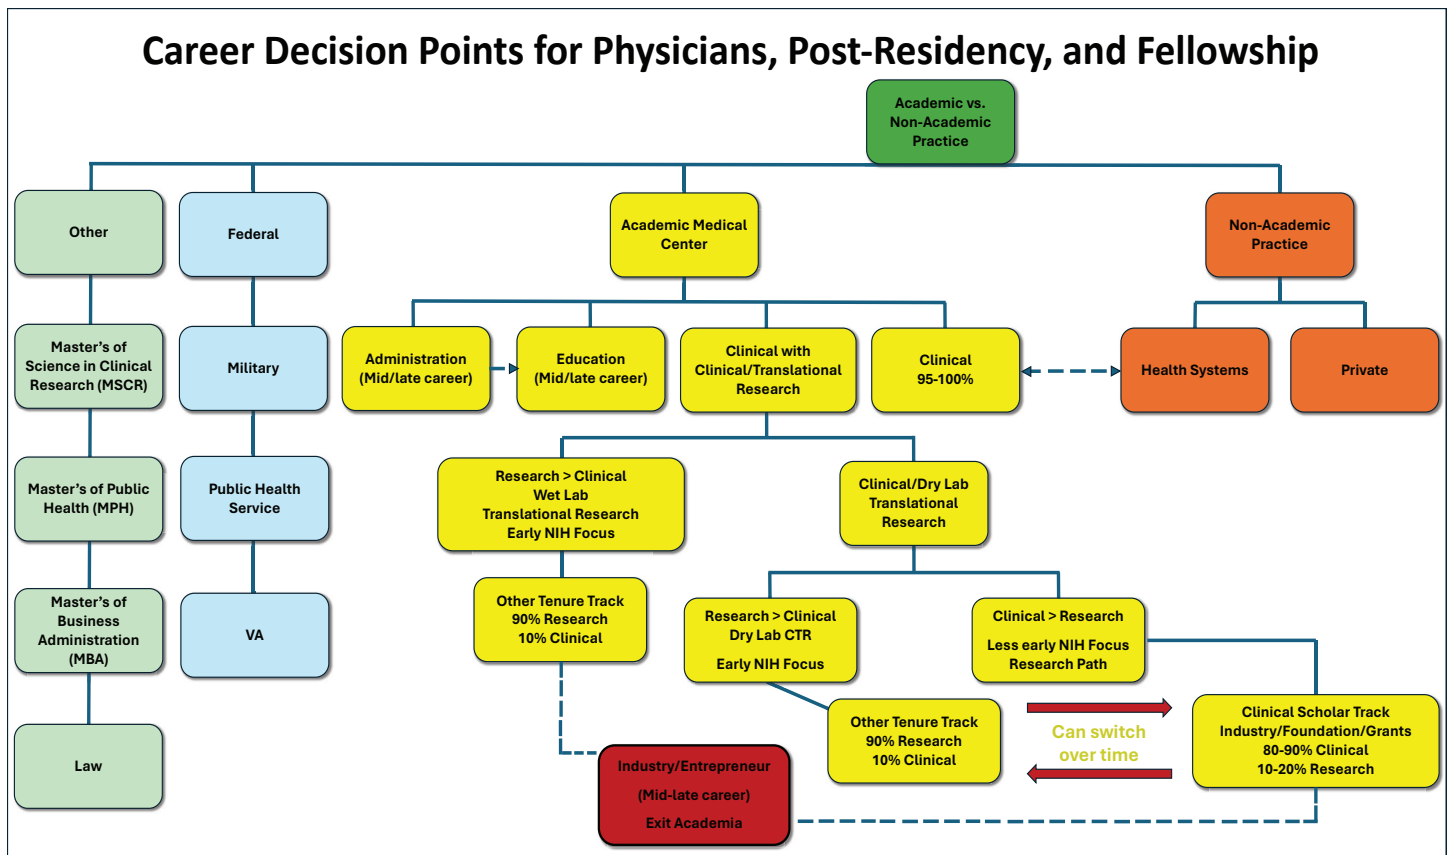 Career Decision Points for Physicians, Post-Residency, and Fellowship
Academic vs.
Non-Academic
Practice
Other
Federal
Academic Medical
Center
Non-Academic
Practice
Master's of
Science in Clinical
Research (MSCR)
Military
Administration
(Mid/late career)
Education
(Mid/late career)
Clinical with
Clinical/Translational
Research
Clinical
95-100%
Health Systems
Private
Master's of Public
Health (MPH)
Public Health
Service
Research > Clinical
Wet Lab
Translational Research
Early NIH Focus
Clinical/Dry Lab
Translational
Research
Master's of
Business
Administration
(MBA)
VA
Other Tenure Track
90% Research
10% Clinical
Research > Clinical
Dry Lab CTR
Early NIH Focus
Clinical > Research
Less early NIH Focus
Research Path
Law
Industry/Entrepreneur
(Mid-late career)
Exit Academia
Other Tenure Track
90% Research
10% Clinical
Can switch
over time
Clinical Scholar Track
Industry/Foundation/Grants
80-90% Clinical
10-20% Research